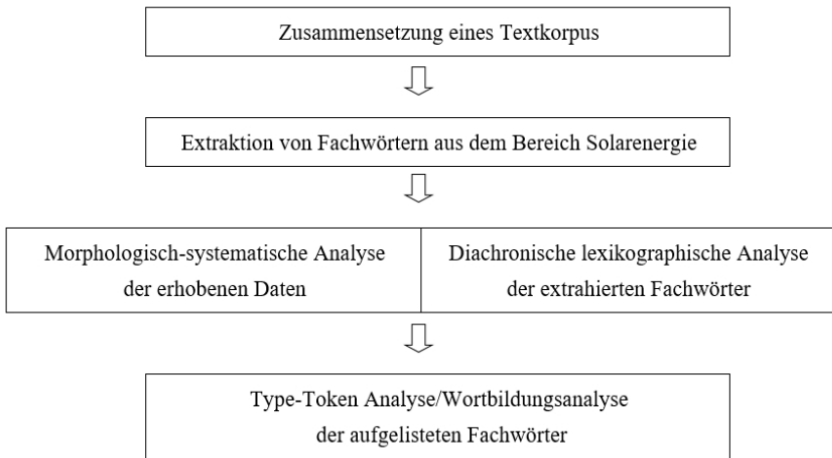 Zusammensetzung eines Textkorpus
Extraktion von Fachwörtern aus dem Bereich Solarenergie
Morphologisch-systematische Analyse
der erhobenen Daten
Diachronische lexikographische Analyse
der extrahierten Fachwörter
Type-Token Analyse/Wortbildungsanalyse
der aufgelisteten Fachwörter